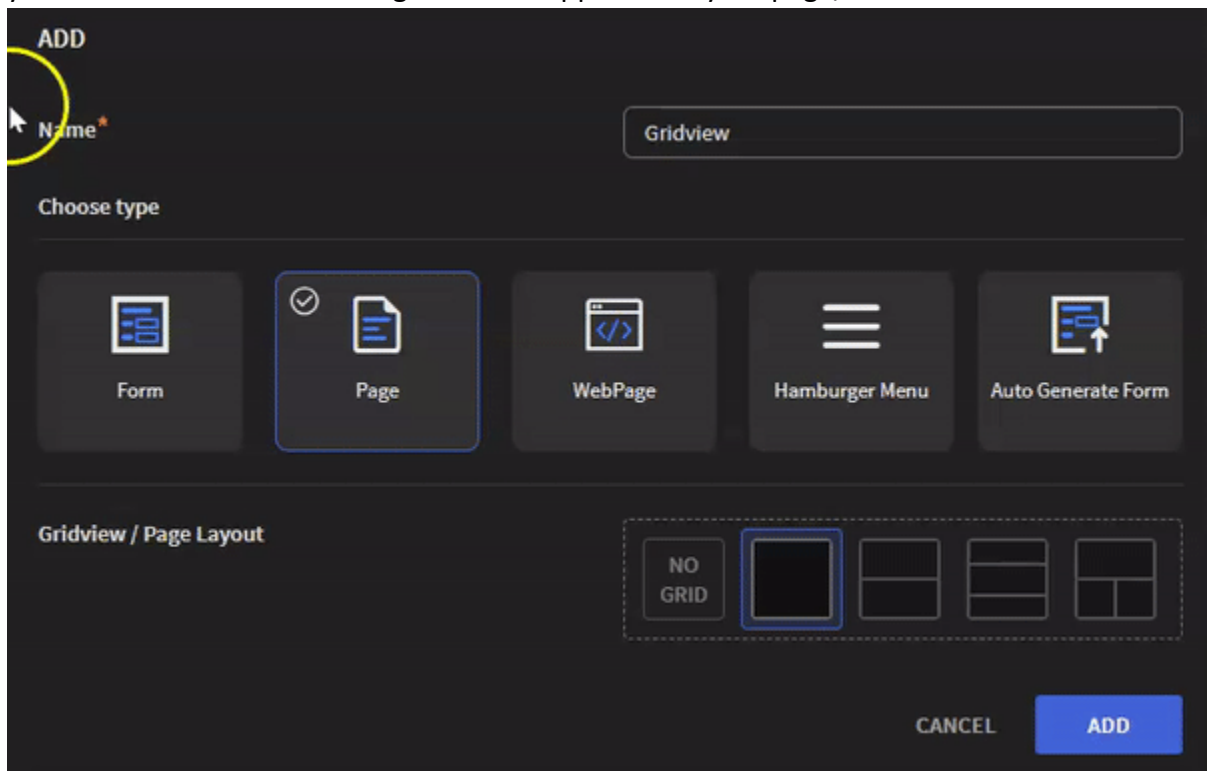 ADD
Name*
Gridview
Choose type
Form
Page
WebPage
Hamburger Menu
Auto Generate Form
Gridview / Page Layout
NO
GRID
CANCEL
ADD